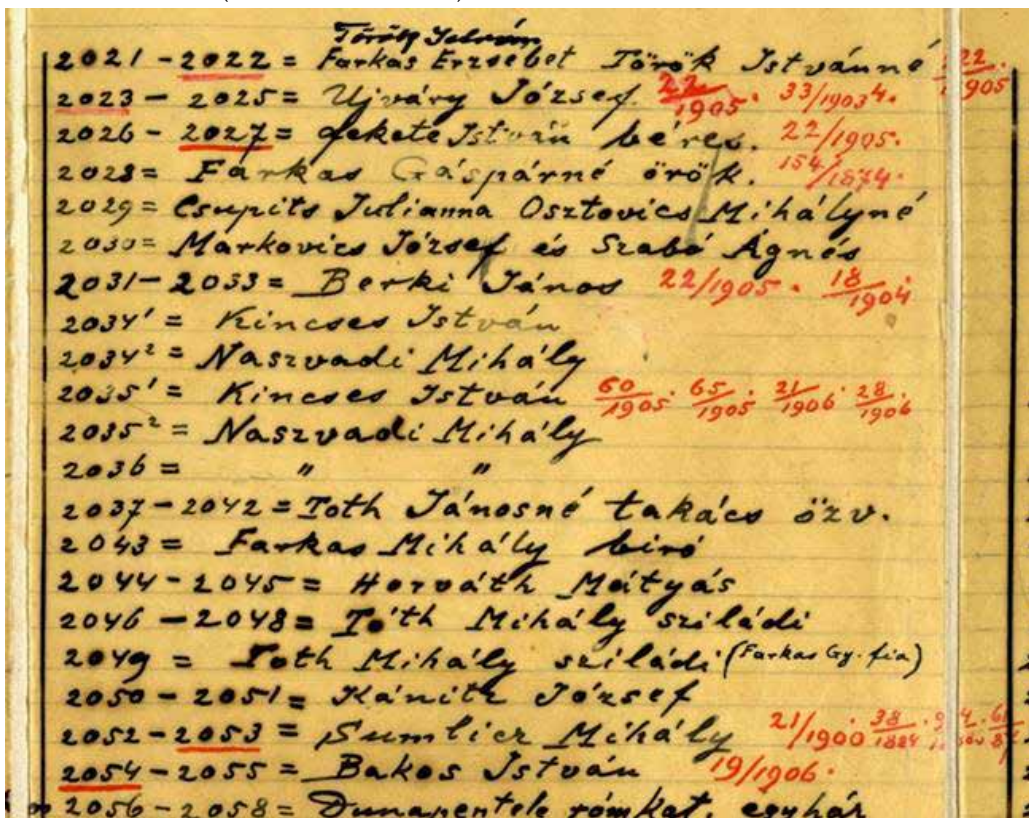 Török István
2021 - 2022 = Farkas Erzsébet Török Istvánné 22/1905
2023 - 2025 = Ujváry József. 22/1905. 33/1903⁴.
2026 - 2027 = Fekete István béres. 22/1905.
2028 = Farkas Gáspárné örök. 154/1874.
2029 = Csupits Julianna Osztovics Mihályné
2030 = Markovics József és Szabó Ágnés
2031 - 2033 = Berki János 22/1905. 18/1904.
2034¹ = Kincses István
2034² = Naszvadi Mihály
2035¹ = Kincses István 60/1905. 65/1905. 21/1906. 28/1906.
2035² = Naszvadi Mihály
2036 = " "
2037 - 2042 = Toth Jánosné takács özv.
2043 = Farkas Mihály biró
2044 - 2045 = Horváth Mátyás
2046 - 2048 = Tóth Mihály sziládi
2049 = Toth Mihály sziládi (Farkas Gy. fia)
2050 - 2051 = Kánitz József
2052 - 2053 = Sumlicz Mihály 21/1900. 38/1884.
2054 - 2055 = Bakos István 19/1906.
2056 - 2058 = Dunapentele róm kat. egyház